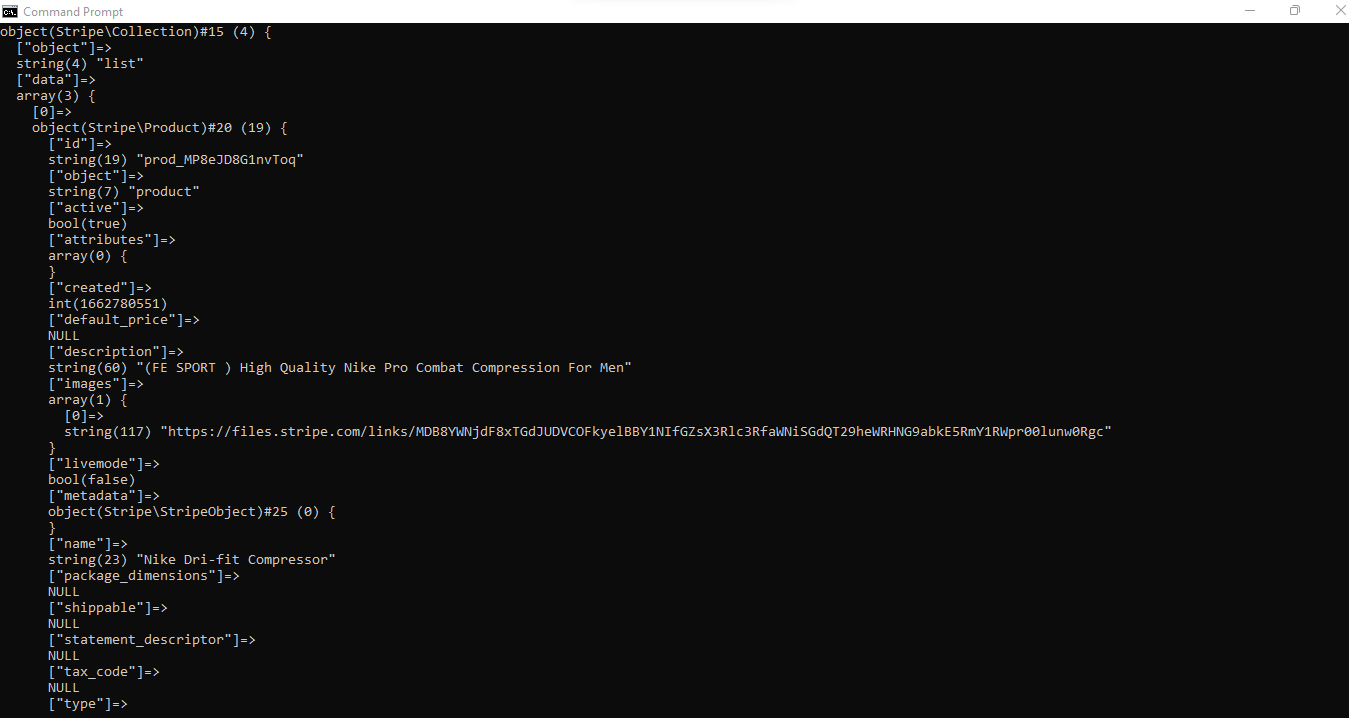 Command Prompt
object(Stripe\Collection)#15 (4) {
  ["object"]=>
  string(4) "list"
  ["data"]=>
  array(3) {
    [0]=>
    object(Stripe\Product)#20 (19) {
      ["id"]=>
      string(19) "prod_MP8eJD8G1nvToq"
      ["object"]=>
      string(7) "product"
      ["active"]=>
      bool(true)
      ["attributes"]=>
      array(0) {
      }
      ["created"]=>
      int(1662780551)
      ["default_price"]=>
      NULL
      ["description"]=>
      string(60) "(FE SPORT ) High Quality Nike Pro Combat Compression For Men"
      ["images"]=>
      array(1) {
        [0]=>
        string(117) "https://files.stripe.com/links/MDB8YWNjdF8xTGdJUDVCOFkyelBBY1NIfGZsX3Rlc3RfaWNiSGdQT29heWRHNG9abkE5RmY1RWpr00lunw0Rgc"
      }
      ["livemode"]=>
      bool(false)
      ["metadata"]=>
      object(Stripe\StripeObject)#25 (0) {
      }
      ["name"]=>
      string(23) "Nike Dri-fit Compressor"
      ["package_dimensions"]=>
      NULL
      ["shippable"]=>
      NULL
      ["statement_descriptor"]=>
      NULL
      ["tax_code"]=>
      NULL
      ["type"]=>